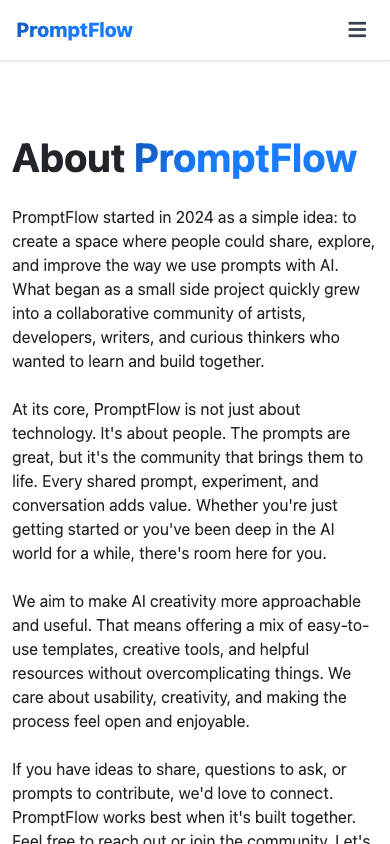 PromptFlow
About PromptFlow
PromptFlow started in 2024 as a simple idea: to
create a space where people could share, explore,
and improve the way we use prompts with AI.
What began as a small side project quickly grew
into a collaborative community of artists,
developers, writers, and curious thinkers who
wanted to learn and build together.
At its core, PromptFlow is not just about
technology. It's about people. The prompts are
great, but it's the community that brings them to
life. Every shared prompt, experiment, and
conversation adds value. Whether you're just
getting started or you've been deep in the AI
world for a while, there's room here for you.
We aim to make AI creativity more approachable
and useful. That means offering a mix of easy-to-
use templates, creative tools, and helpful
resources without overcomplicating things. We
care about usability, creativity, and making the
process feel open and enjoyable.
If you have ideas to share, questions to ask, or
prompts to contribute, we'd love to connect.
PromptFlow works best when it's built together.
Feel free to reach out or join the community. Let's